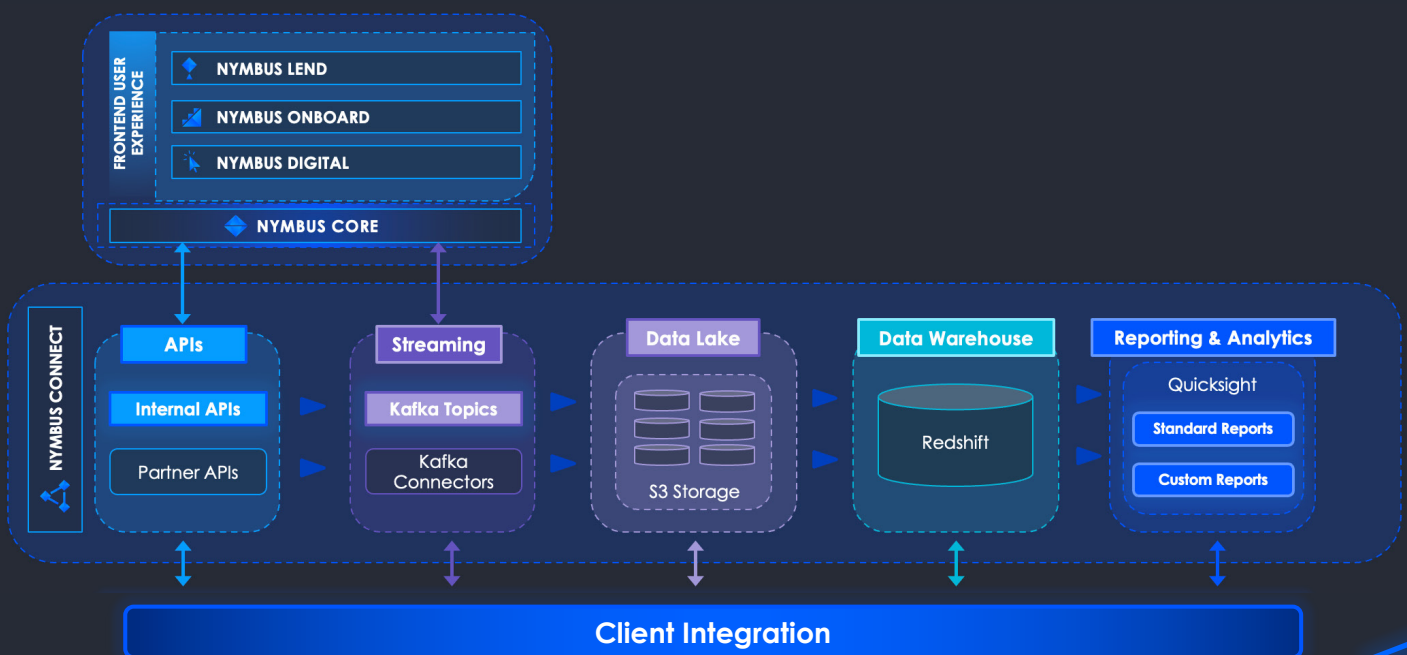 FRONTEND USER
EXPERIENCE
NYMBUS LEND
NYMBUS ONBOARD
NYMBUS DIGITAL
NYMBUS CORE
NYMBUS CONNECT
APIs
Internal APIs
Partner APIs
Streaming
Kafka Topics
Kafka
Connectors
Data Lake
S3 Storage
Data Warehouse
Redshift
Reporting & Analytics
Quicksight
Standard Reports
Custom Reports
Client Integration